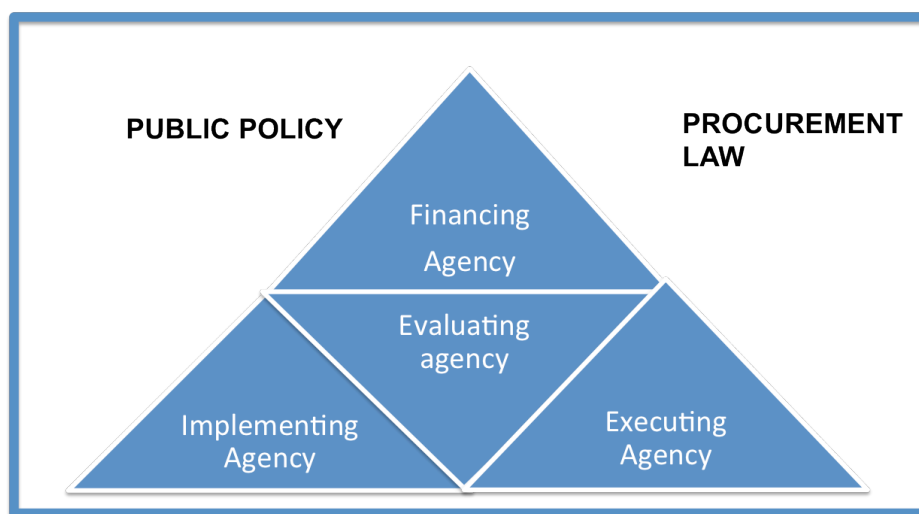 PUBLIC POLICY
PROCUREMENT
LAW
Financing
Agency
Evaluating
agency
Implementing
Agency
Executing
Agency